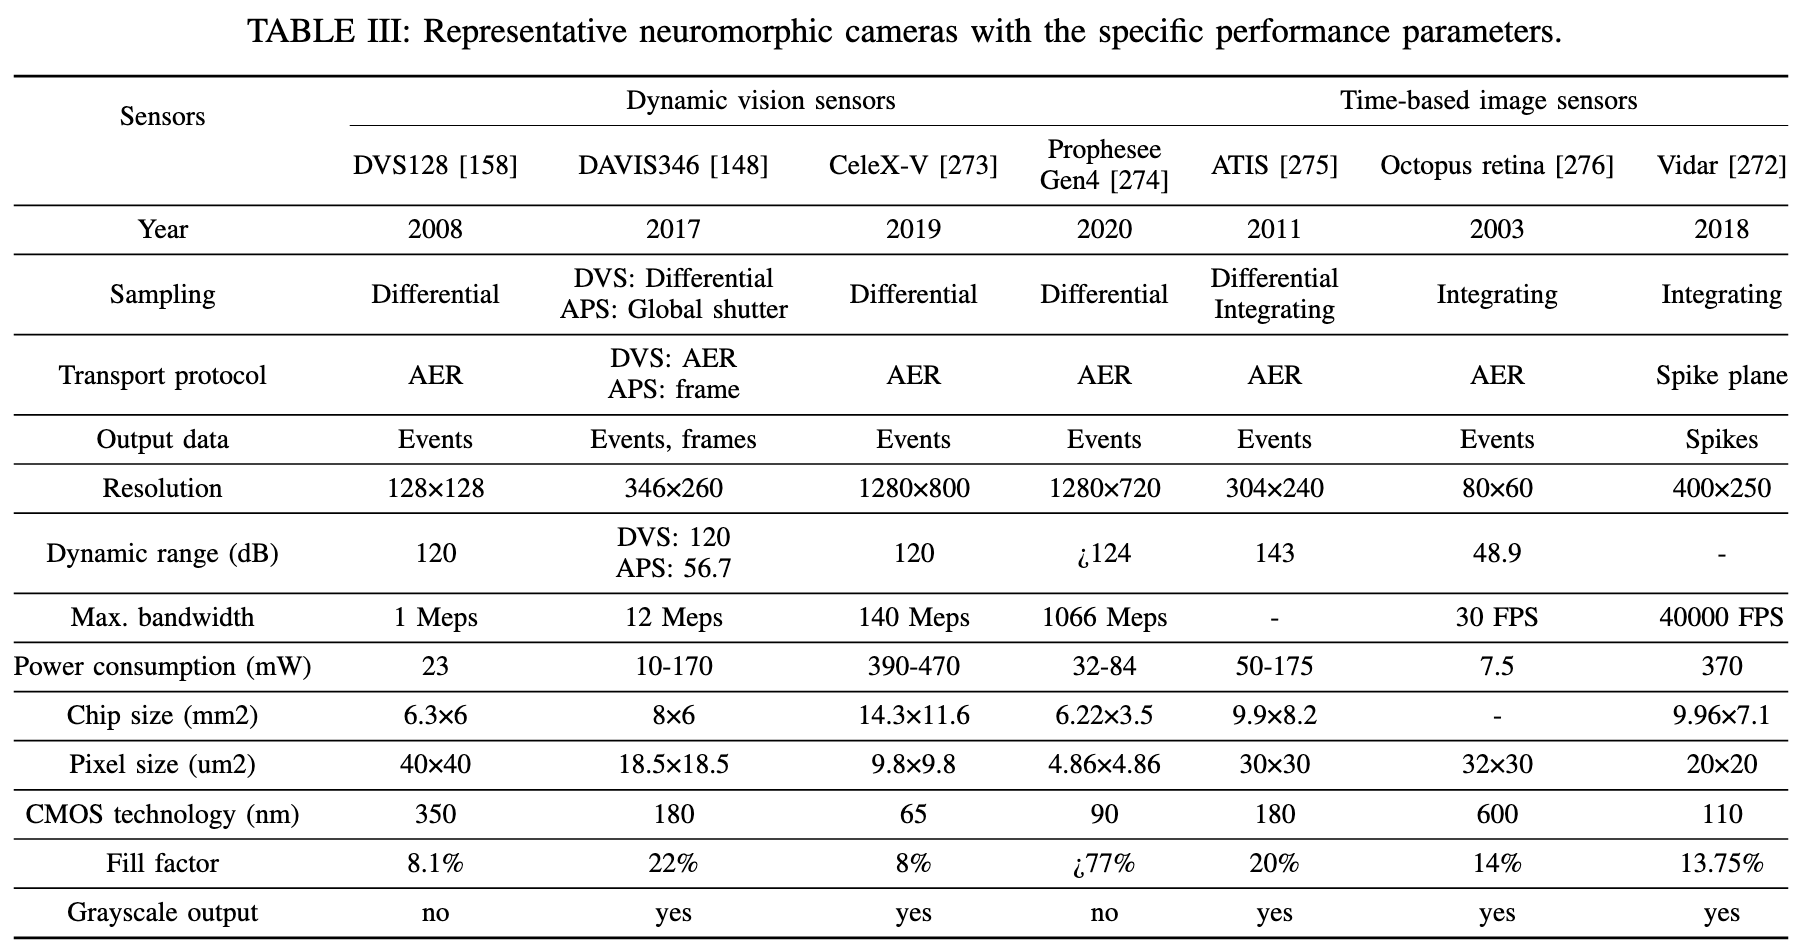 TABLE III: Representative neuromorphic cameras with the specific performance parameters.
Sensors Dynamic vision sensors Time-based image sensors
DVS128 [158] DAVIS346 [148] CeleX-V [273] Prophesee Gen4 [274] ATIS [275] Octopus retina [276] Vidar [272]
Year 2008 2017 2019 2020 2011 2003 2018
Sampling Differential DVS: Differential APS: Global shutter Differential Differential Differential Integrating Integrating Integrating
Transport protocol AER DVS: AER APS: frame AER AER AER AER Spike plane
Output data Events Events, frames Events Events Events Events Spikes
Resolution 128×128 346×260 1280×800 1280×720 304×240 80×60 400×250
Dynamic range (dB) 120 DVS: 120 APS: 56.7 120 ¿124 143 48.9 -
Max. bandwidth 1 Meps 12 Meps 140 Meps 1066 Meps - 30 FPS 40000 FPS
Power consumption (mW) 23 10-170 390-470 32-84 50-175 7.5 370
Chip size (mm2) 6.3×6 8×6 14.3×11.6 6.22×3.5 9.9×8.2 - 9.96×7.1
Pixel size (um2) 40×40 18.5×18.5 9.8×9.8 4.86×4.86 30×30 32×30 20×20
CMOS technology (nm) 350 180 65 90 180 600 110
Fill factor 8.1% 22% 8% ¿77% 20% 14% 13.75%
Grayscale output no yes yes no yes yes yes